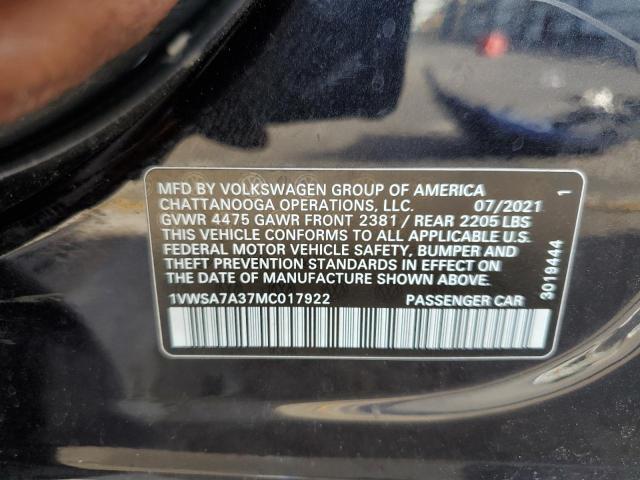 MFD BY VOLKSWAGEN GROUP OF AMERICA
CHATTANOOGA OPERATIONS, LLC. 07/2021
GVWR 4475 GAWR FRONT 2381 / REAR 2205 LBS
THIS VEHICLE CONFORMS TO ALL APPLICABLE U.S.
FEDERAL MOTOR VEHICLE SAFETY, BUMPER AND
THEFT PREVENTION STANDARDS IN EFFECT ON
THE DATE OF MANUFACTURE SHOWN ABOVE.
1VWSA7A37MC017922 PASSENGER CAR
3019444 1